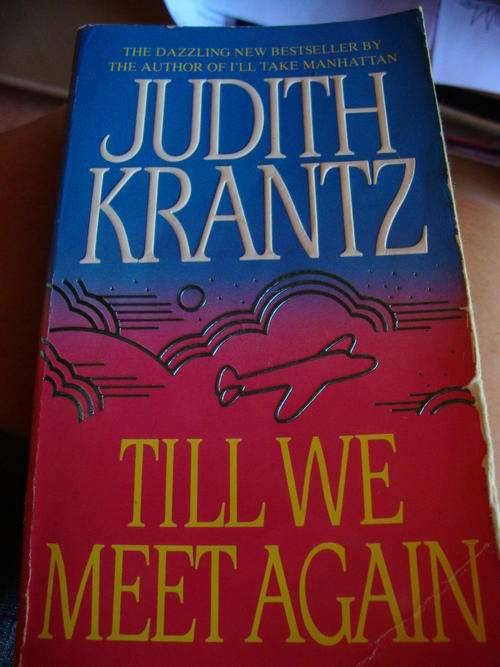 THE DAZZLING NEW BESTSELLER BY
THE AUTHOR OF I'LL TAKE MANHATTAN
JUDITH
KRANTZ
TILL WE
MEET AGAIN